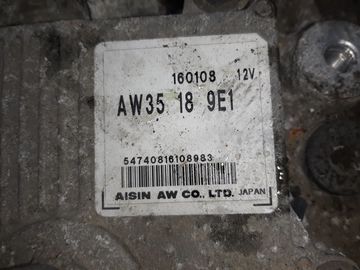 160108 12V
AW35 18 9E1
54740816108983
AISIN AW CO., LTD. JAPAN